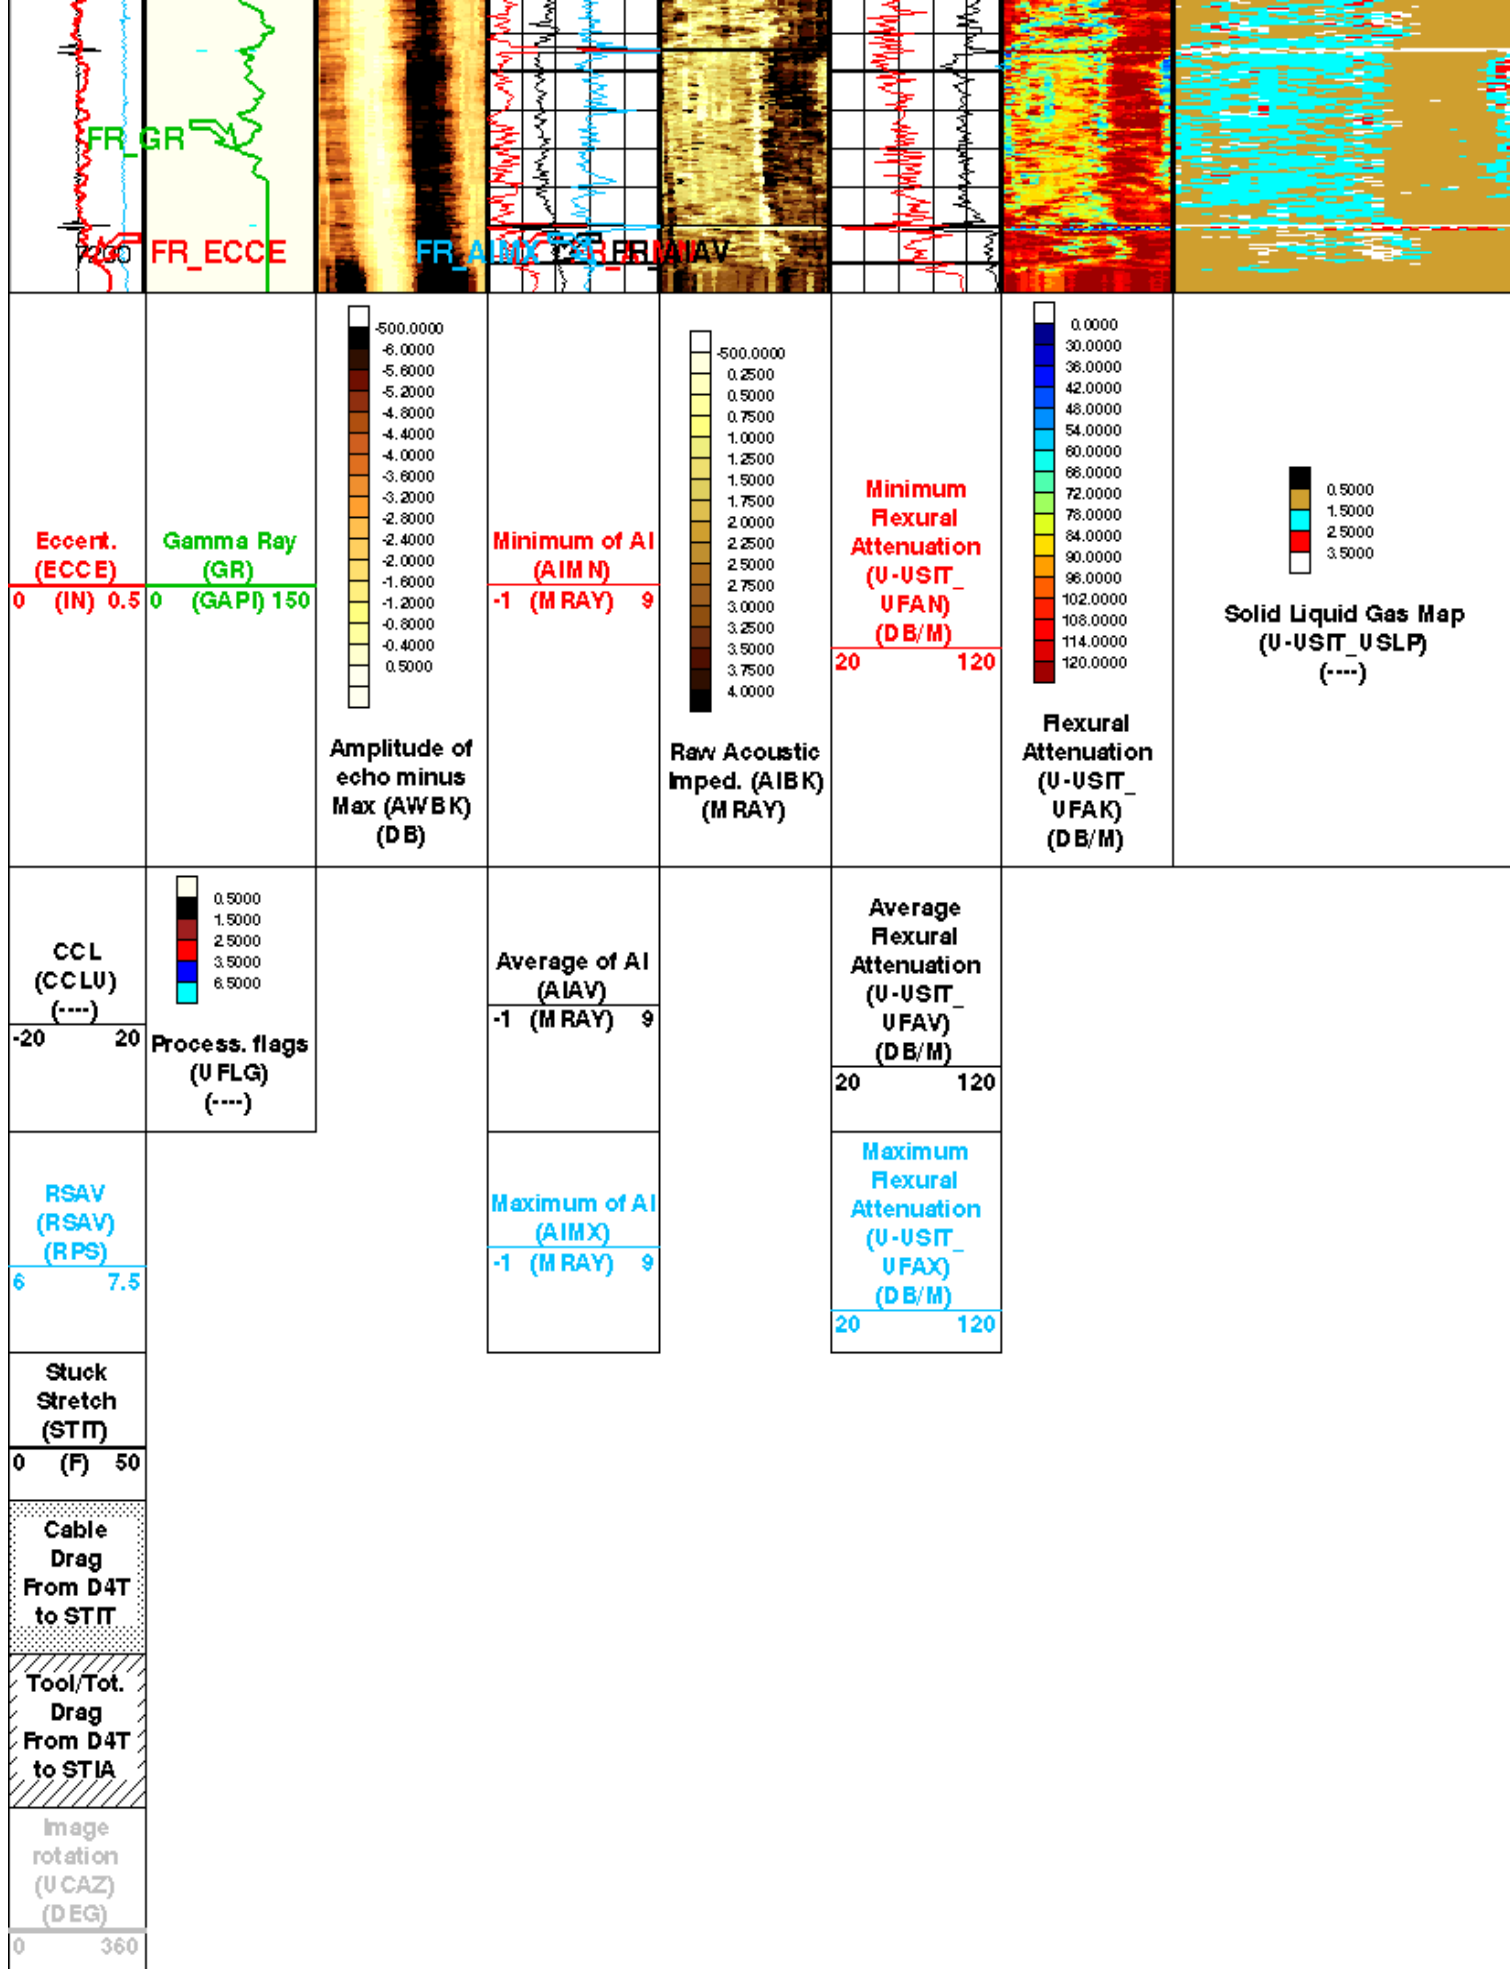 FR_GR
7200
FR_ECCE
FR_AIMX
FR_AIAV
-500.0000
-6.0000
-5.6000
-5.2000
-4.8000
-4.4000
-4.0000
-3.6000
-3.2000
-2.8000
-2.4000
-2.0000
-1.6000
-1.2000
-0.8000
-0.4000
0.5000
-500.0000
0.2500
0.5000
0.7500
1.0000
1.2500
1.5000
1.7500
2.0000
2.2500
2.5000
2.7500
3.0000
3.2500
3.5000
3.7500
4.0000
0.0000
30.0000
36.0000
42.0000
48.0000
54.0000
60.0000
66.0000
72.0000
78.0000
84.0000
90.0000
96.0000
102.0000
108.0000
114.0000
120.0000
0.5000
1.5000
2.5000
3.5000
Eccent.
(ECCE)
0 (IN) 0.5
Gamma Ray
(GR)
0 (GAPI) 150
Amplitude of
echo minus
Max (AWBK)
(DB)
Minimum of AI
(AIMN)
-1 (MRAY) 9
Raw Acoustic
Imped. (AIBK)
(MRAY)
Minimum
Flexural
Attenuation
(U-USIT_
UFAN)
(DB/M)
20 120
Flexural
Attenuation
(U-USIT_
UFAK)
(DB/M)
Solid Liquid Gas Map
(U-USIT_USLP)
(----)
CCL
(CCLU)
(----)
-20 20
0.5000
1.5000
2.5000
3.5000
6.5000
Process. flags
(UFLG)
(----)
Average of AI
(AIAV)
-1 (MRAY) 9
Average
Flexural
Attenuation
(U-USIT_
UFAV)
(DB/M)
20 120
RSAV
(RSAV)
(RPS)
6 7.5
Maximum of AI
(AIMX)
-1 (MRAY) 9
Maximum
Flexural
Attenuation
(U-USIT_
UFAX)
(DB/M)
20 120
Stuck
Stretch
(STIT)
0 (F) 50
Cable
Drag
From D4T
to STIT
Tool/Tot.
Drag
From D4T
to STIA
Image
rotation
(UCAZ)
(DEG)
0 360